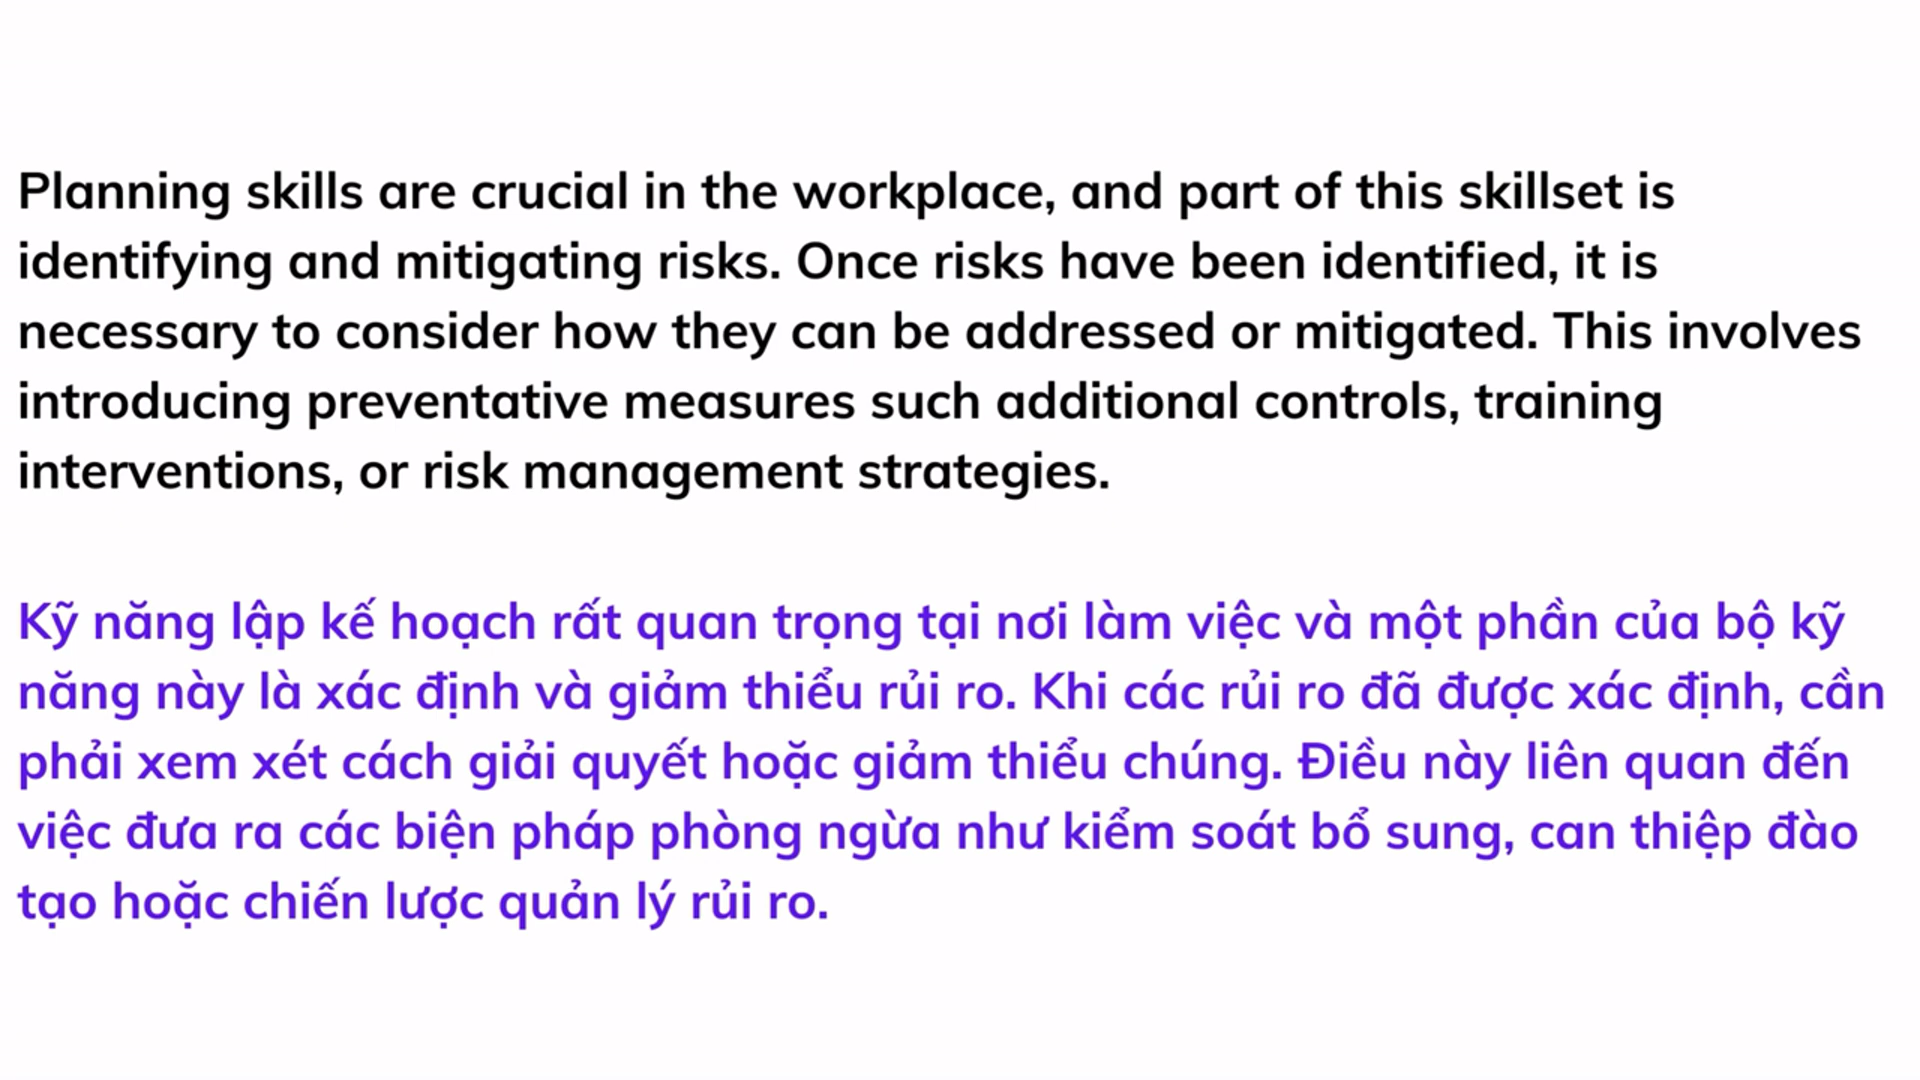 Planning skills are crucial in the workplace, and part of this skillset is
identifying and mitigating risks. Once risks have been identified, it is
necessary to consider how they can be addressed or mitigated. This involves
introducing preventative measures such additional controls, training
interventions, or risk management strategies.
Kỹ năng lập kế hoạch rất quan trọng tại nơi làm việc và một phần của bộ kỹ
năng này là xác định và giảm thiểu rủi ro. Khi các rủi ro đã được xác định, cần
phải xem xét cách giải quyết hoặc giảm thiểu chúng. Điều này liên quan đến
việc đưa ra các biện pháp phòng ngừa như kiểm soát bổ sung, can thiệp đào
tạo hoặc chiến lược quản lý rủi ro.